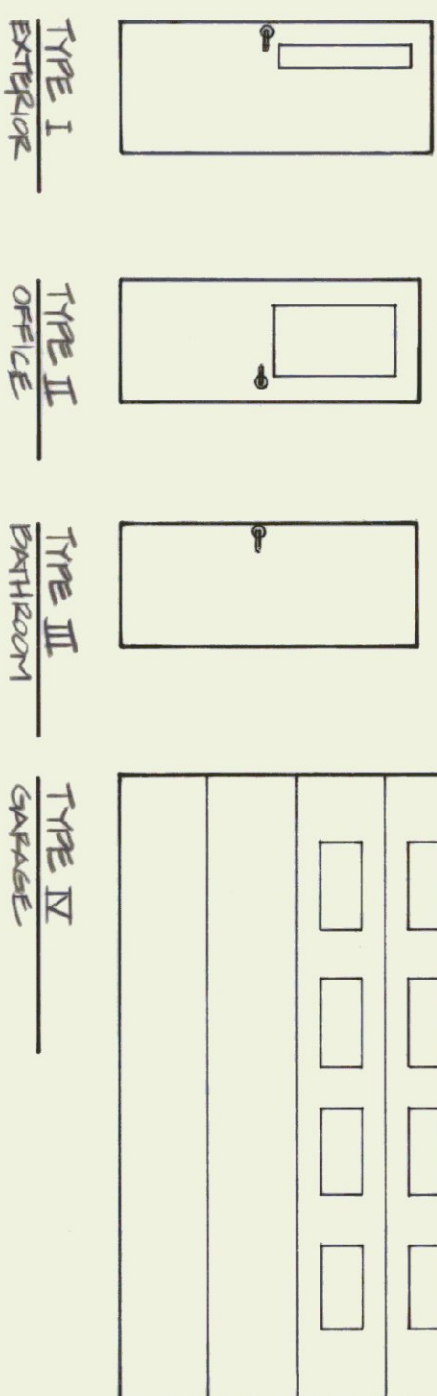 TYPE I
EXTERIOR
TYPE II
OFFICE
TYPE III
BATHROOM
TYPE IV
GARAGE